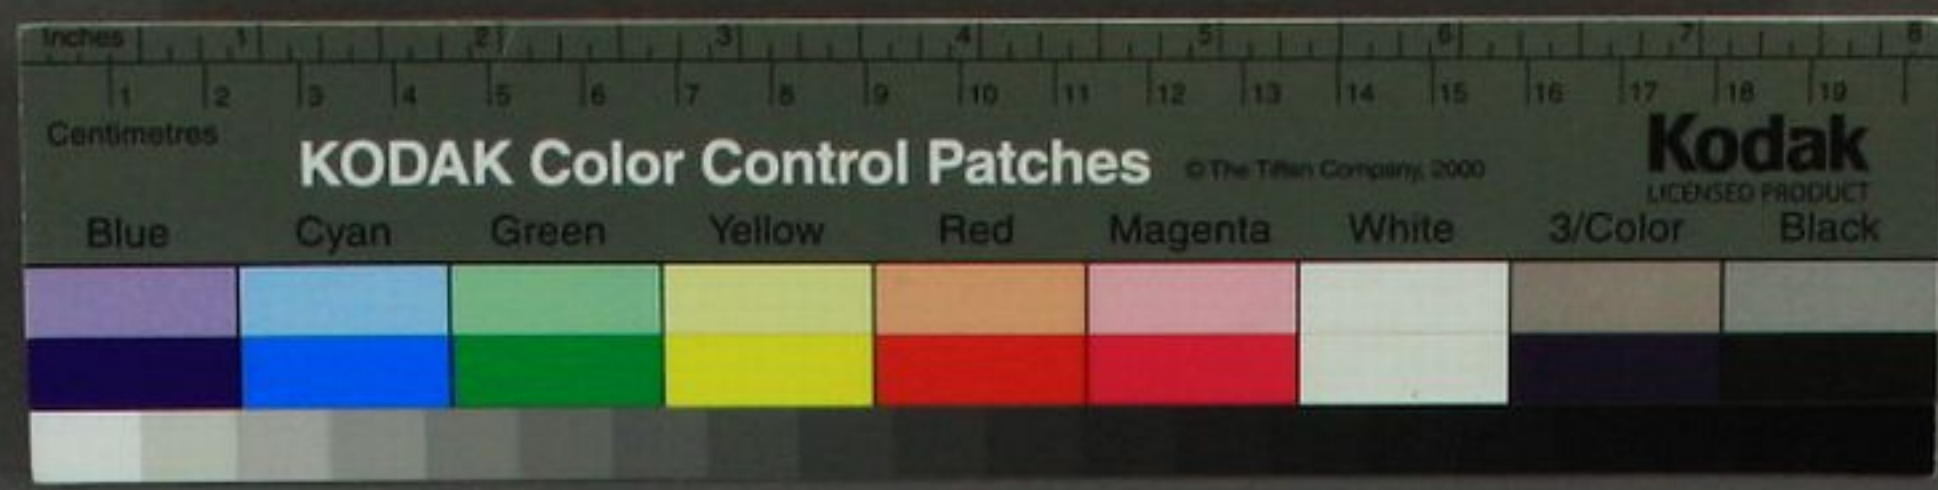 Inches 1 2 3 4 5 6 7 8
1 2 3 4 5 6 7 8 9 10 11 12 13 14 15 16 17 18 19
Centimetres
KODAK Color Control Patches © The Tiffen Company, 2000
Kodak
LICENSED PRODUCT
Blue Cyan Green Yellow Red Magenta White 3/Color Black